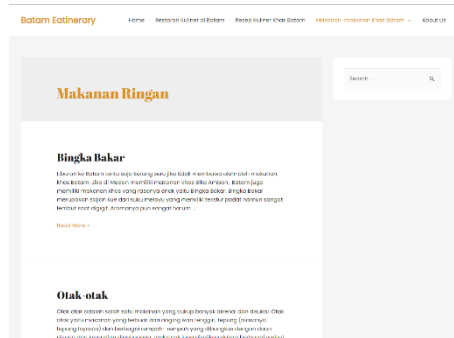 Batam Eatinerary
Home Restoran Kuliner di Batam Resep Kuliner Khas Batam Makanan-makanan Khas Batam About Us
Search ...
Makanan Ringan
Bingka Bakar
Liburan ke Batam tentu saja kurang seru jika tidak membawa oleh-oleh makanan
khas Batam. Jika di Medan memiliki makanan khas Bika Ambon, Batam juga
memiliki makanan khas yang rasanya enak yaitu Bingka Bakar. Bingka Bakar
merupakan sajian kue dari suku melayu yang memiliki tekstur padat namun sangat
lembut saat digigit. Aromanya pun sangat harum ...
Read More »
Otak-otak
Otak otak adalah salah satu makanan yang cukup banyak dikenal dan disukai. Otak
otak yaitu makanan yang terbuat dari daging ikan tenggiri, tepung (biasanya
tepung tapioca) dan berbagai rempah- rempah yang dibungkus dengan daun